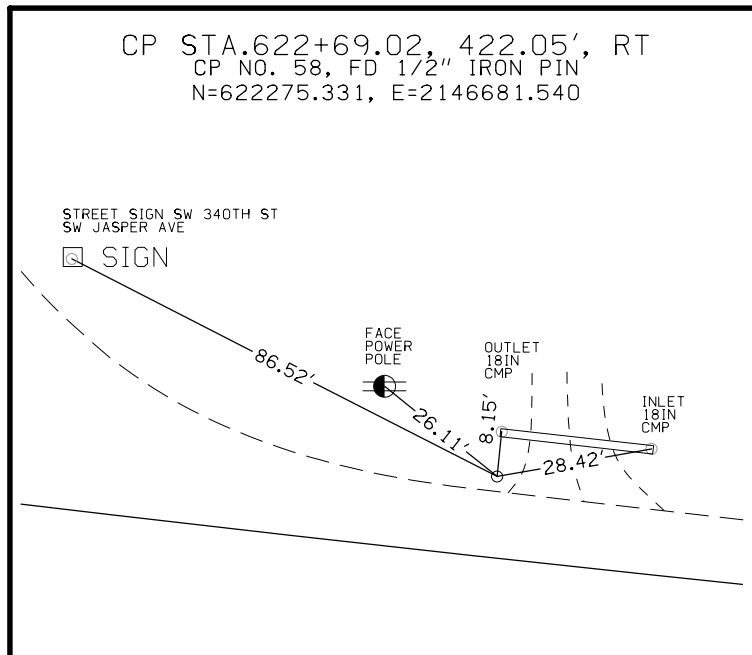 CP STA.622+69.02, 422.05', RT
CP NO. 58, FD 1/2" IRON PIN
N=622275.331, E=2146681.540
STREET SIGN SW 340TH ST
SW JASPER AVE
SIGN
86.52'
FACE
POWER
POLE
26.11'
OUTLET
18IN
CMP
8.15'
28.42'
INLET
18IN
CMP